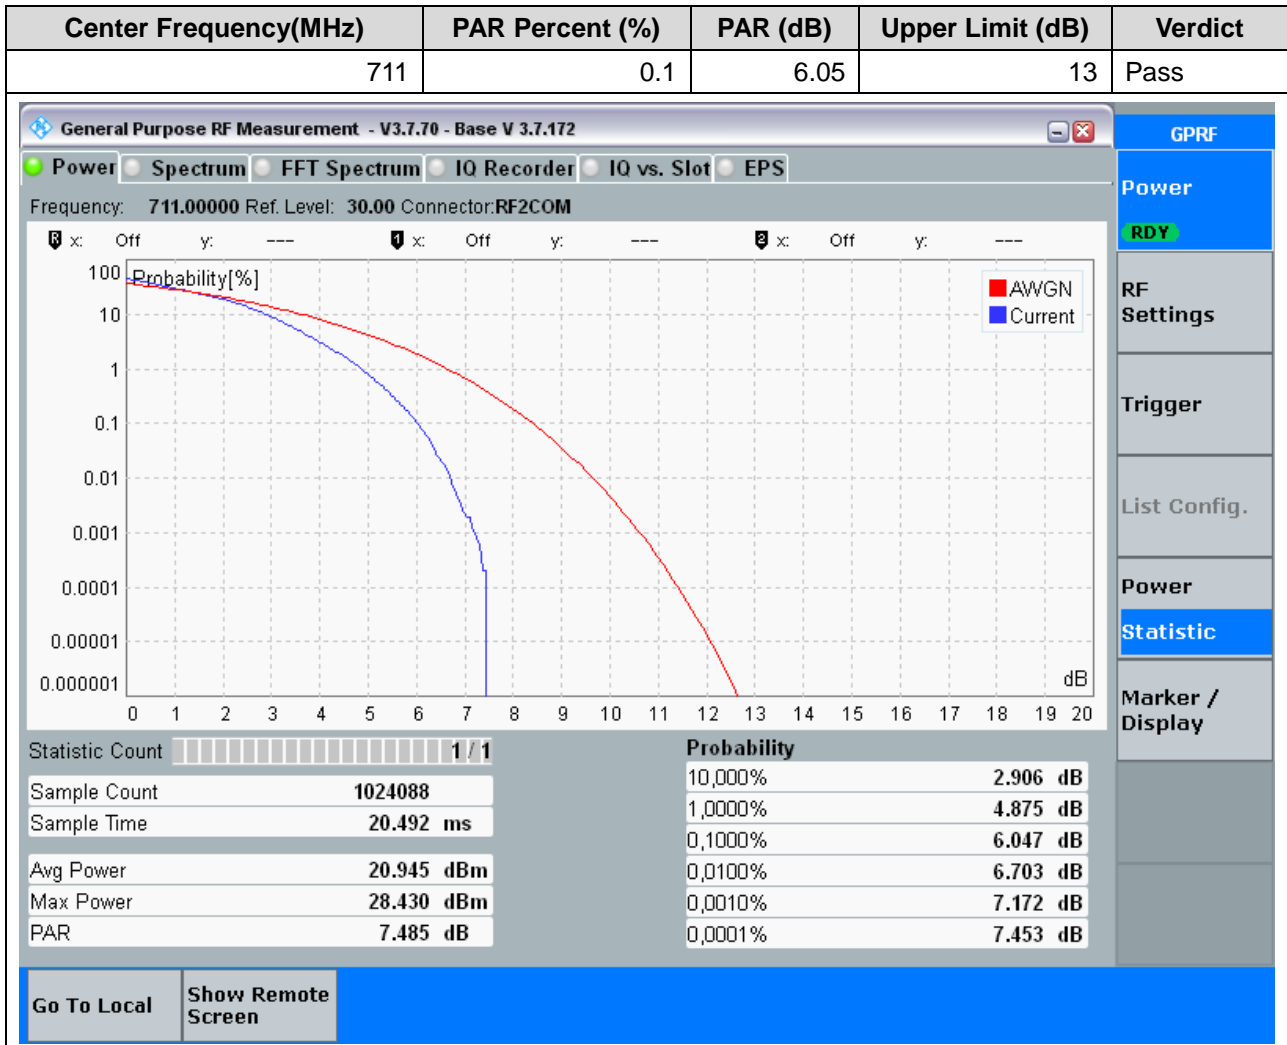 Center Frequency(MHz) PAR Percent (%) PAR (dB) Upper Limit (dB) Verdict
711 0.1 6.05 13 Pass
General Purpose RF Measurement - V3.7.70 - Base V 3.7.172
GPRF
Power Spectrum FFT Spectrum IQ Recorder IQ vs. Slot EPS
Frequency: 711.00000 Ref. Level: 30.00 Connector:RF2COM
R x: Off y: --- 1 x: Off y: --- 2 x: Off y: ---
Probability[%]
100
10
1
0.1
0.01
0.001
0.0001
0.00001
0.000001
AWGN
Current
dB
0 1 2 3 4 5 6 7 8 9 10 11 12 13 14 15 16 17 18 19 20
Statistic Count 1 / 1
Sample Count 1024088
Sample Time 20.492 ms
Avg Power 20.945 dBm
Max Power 28.430 dBm
PAR 7.485 dB
Probability
10,000% 2.906 dB
1,0000% 4.875 dB
0,1000% 6.047 dB
0,0100% 6.703 dB
0,0010% 7.172 dB
0,0001% 7.453 dB
Power
RDY
RF
Settings
Trigger
List Config.
Power
Statistic
Marker /
Display
Go To Local
Show Remote
Screen